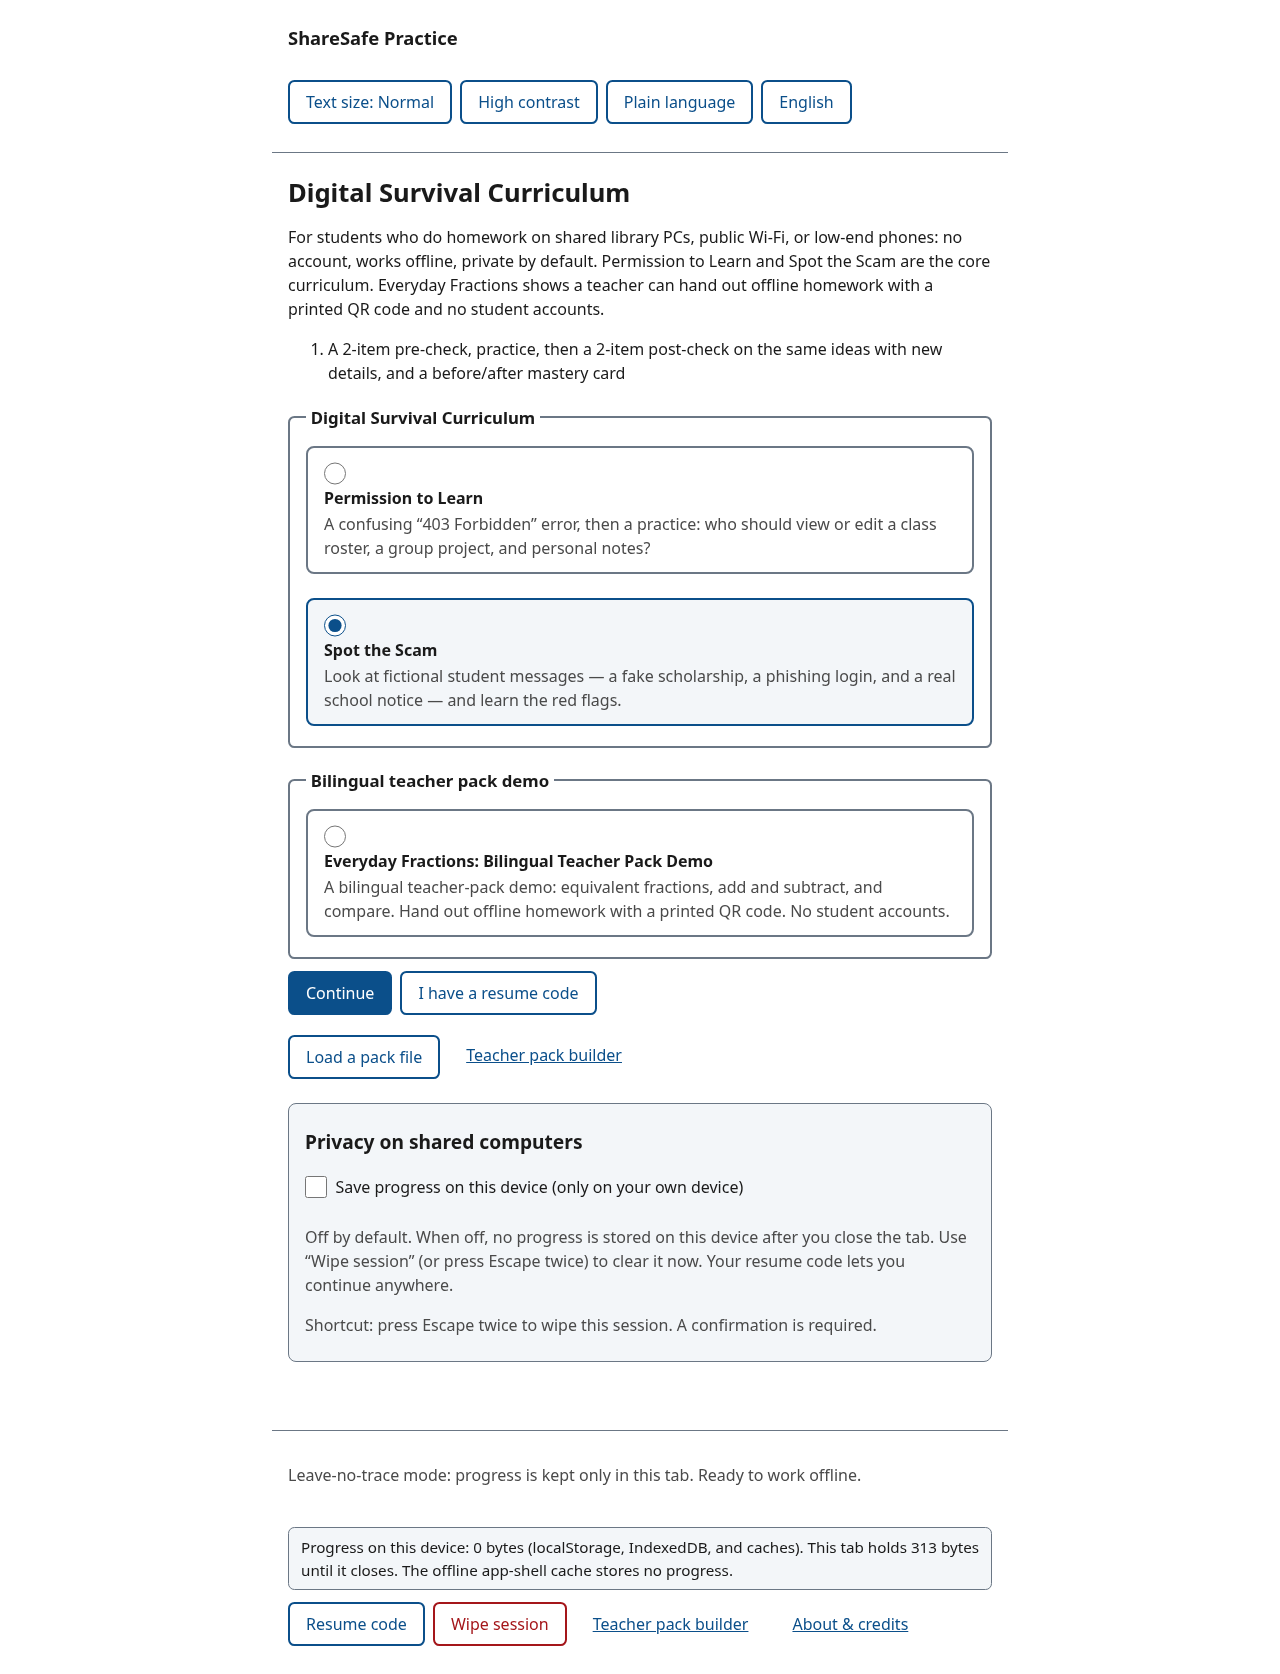 ShareSafe Practice
Text size: Normal
High contrast
Plain language
English
Digital Survival Curriculum
For students who do homework on shared library PCs, public Wi-Fi, or low-end phones: no
account, works offline, private by default. Permission to Learn and Spot the Scam are the core
curriculum. Everyday Fractions shows a teacher can hand out offline homework with a
printed QR code and no student accounts.
1. A 2-item pre-check, practice, then a 2-item post-check on the same ideas with new
details, and a before/after mastery card
Digital Survival Curriculum
Permission to Learn
A confusing “403 Forbidden” error, then a practice: who should view or edit a class
roster, a group project, and personal notes?
Spot the Scam
Look at fictional student messages — a fake scholarship, a phishing login, and a real
school notice — and learn the red flags.
Bilingual teacher pack demo
Everyday Fractions: Bilingual Teacher Pack Demo
A bilingual teacher-pack demo: equivalent fractions, add and subtract, and
compare. Hand out offline homework with a printed QR code. No student accounts.
Continue
I have a resume code
Load a pack file
Teacher pack builder
Privacy on shared computers
Save progress on this device (only on your own device)
Off by default. When off, no progress is stored on this device after you close the tab. Use
“Wipe session” (or press Escape twice) to clear it now. Your resume code lets you
continue anywhere.
Shortcut: press Escape twice to wipe this session. A confirmation is required.
Leave-no-trace mode: progress is kept only in this tab. Ready to work offline.
Progress on this device: 0 bytes (localStorage, IndexedDB, and caches). This tab holds 313 bytes
until it closes. The offline app-shell cache stores no progress.
Resume code
Wipe session
Teacher pack builder
About & credits